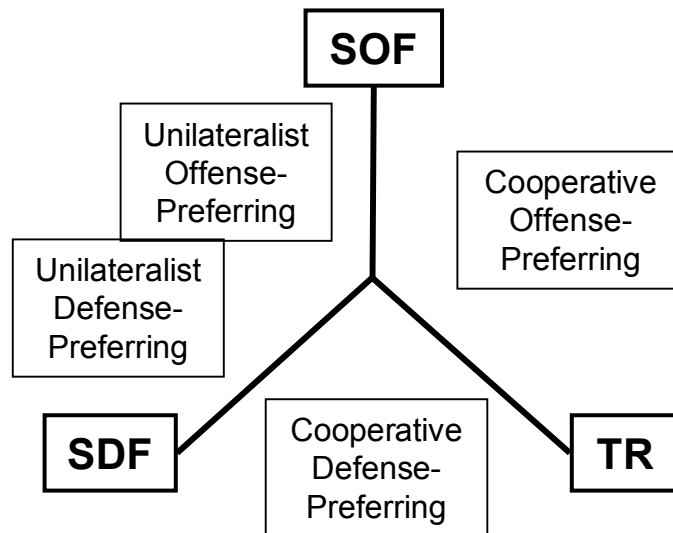 SOF
Unilateralist
Offense-
Preferring
Cooperative
Offense-
Preferring
Unilateralist
Defense-
Preferring
SDF
Cooperative
Defense-
Preferring
TR